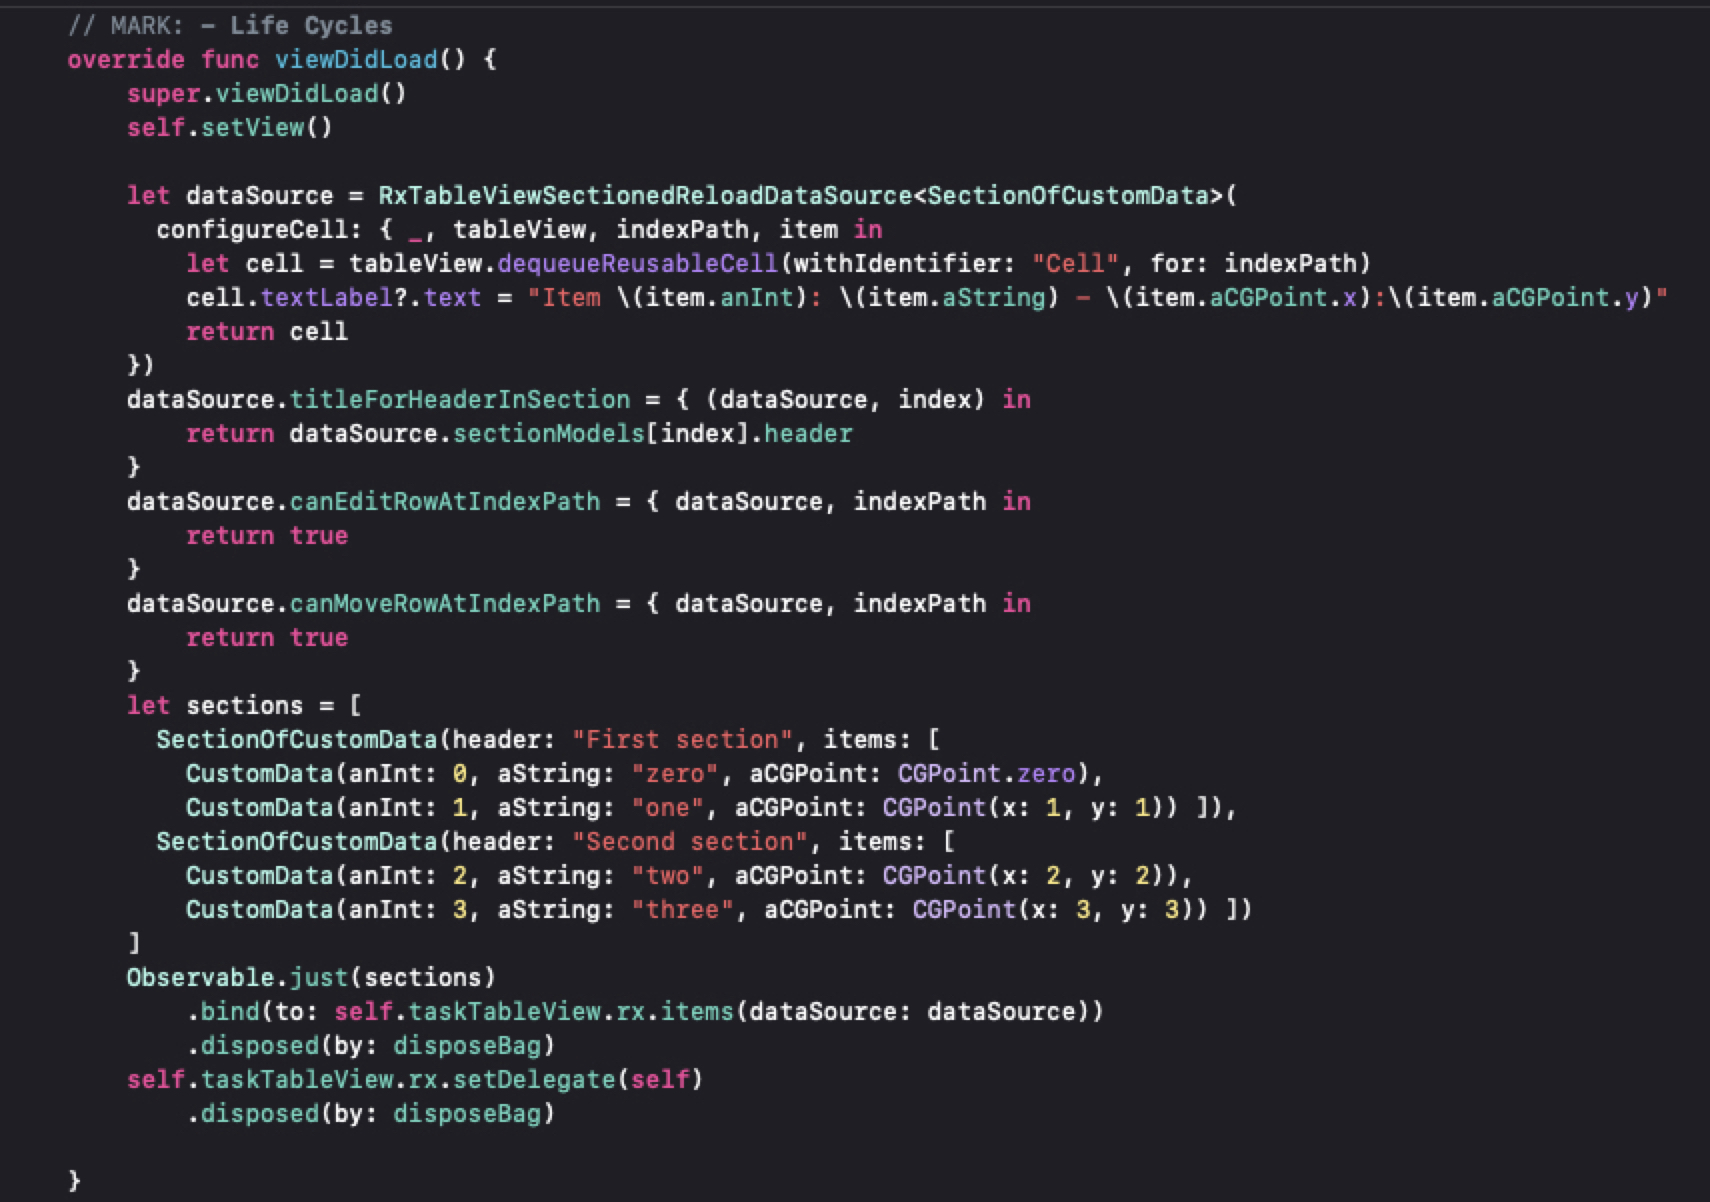 // MARK: - Life Cycles
override func viewDidLoad() {
super.viewDidLoad()
self.setView()
let dataSource = RxTableViewSectionedReloadDataSource<SectionOfCustomData>(
configureCell: { _, tableView, indexPath, item in
let cell = tableView.dequeueReusableCell(withIdentifier: "Cell", for: indexPath)
cell.textLabel?.text = "Item \(item.anInt): \(item.aString) - \(item.aCGPoint.x):\(item.aCGPoint.y)"
return cell
})
dataSource.titleForHeaderInSection = { (dataSource, index) in
return dataSource.sectionModels[index].header
}
dataSource.canEditRowAtIndexPath = { dataSource, indexPath in
return true
}
dataSource.canMoveRowAtIndexPath = { dataSource, indexPath in
return true
}
let sections = [
SectionOfCustomData(header: "First section", items: [
CustomData(anInt: 0, aString: "zero", aCGPoint: CGPoint.zero),
CustomData(anInt: 1, aString: "one", aCGPoint: CGPoint(x: 1, y: 1)) ]),
SectionOfCustomData(header: "Second section", items: [
CustomData(anInt: 2, aString: "two", aCGPoint: CGPoint(x: 2, y: 2)),
CustomData(anInt: 3, aString: "three", aCGPoint: CGPoint(x: 3, y: 3)) ])
]
Observable.just(sections)
.bind(to: self.taskTableView.rx.items(dataSource: dataSource))
.disposed(by: disposeBag)
self.taskTableView.rx.setDelegate(self)
.disposed(by: disposeBag)
}